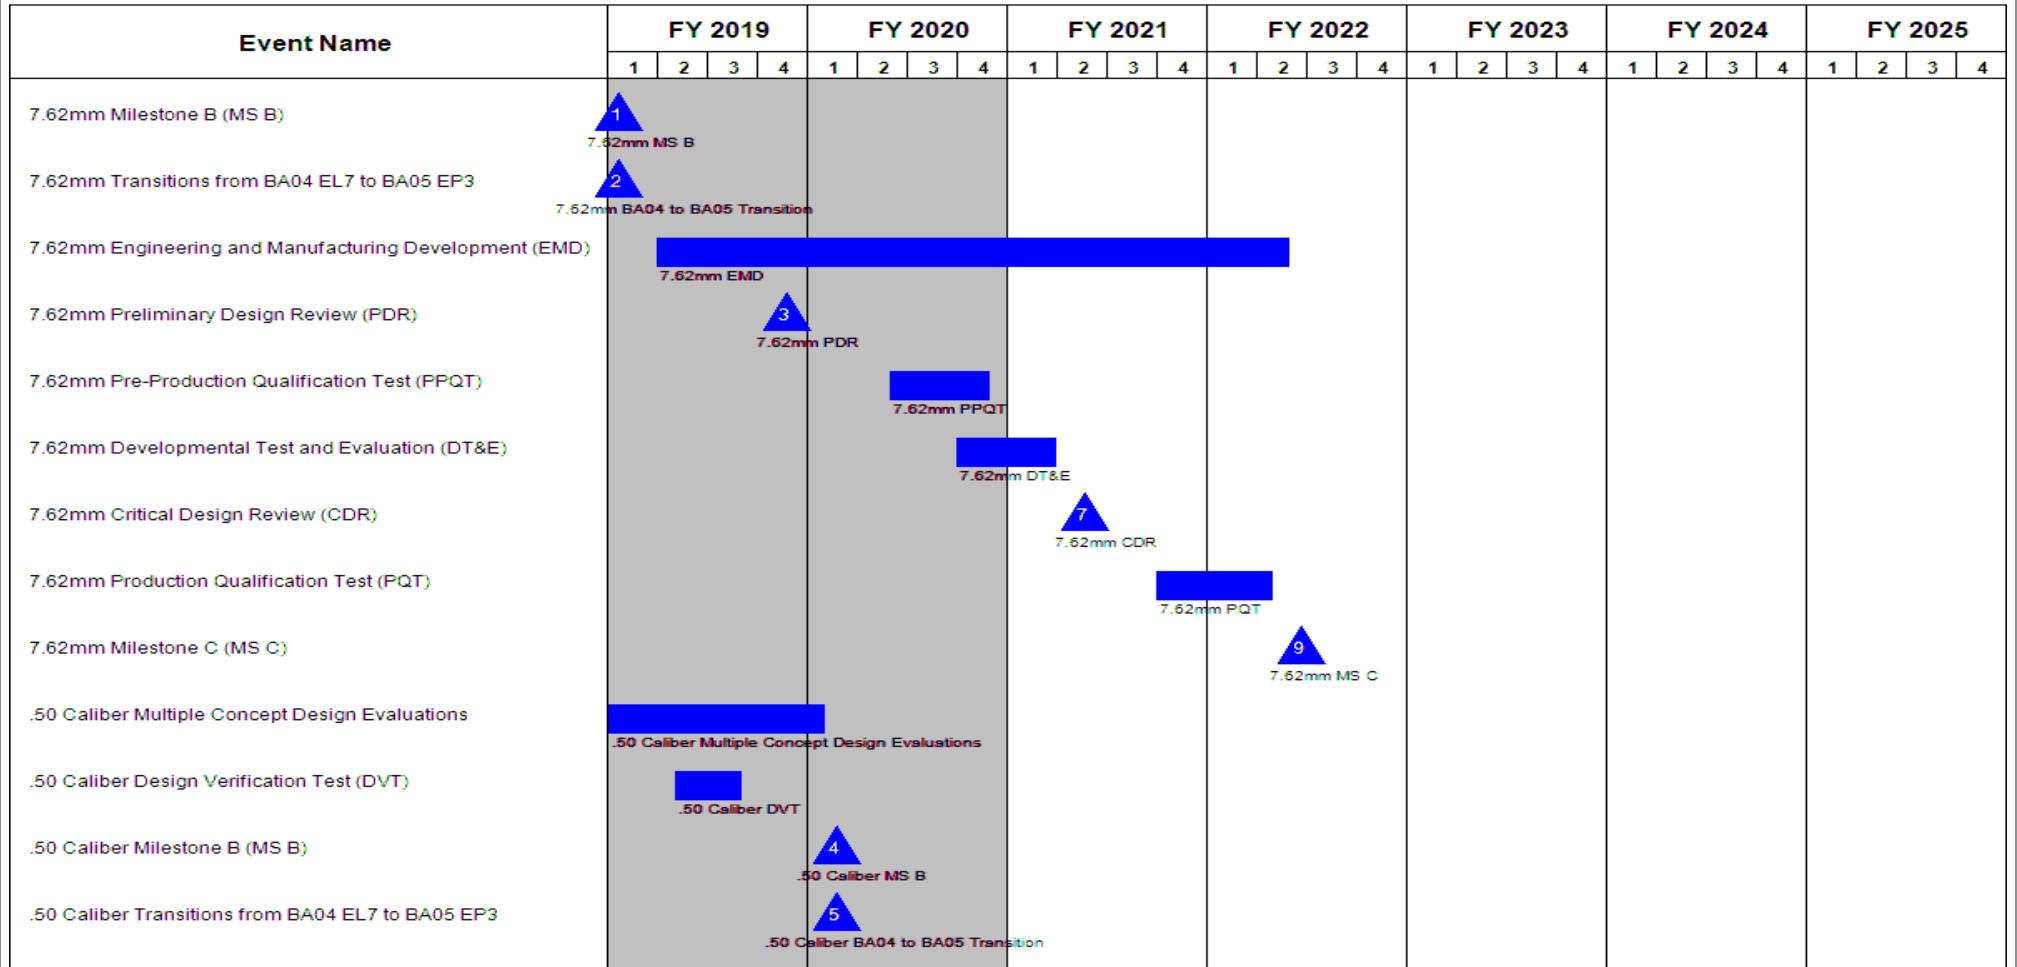 Event Name
FY 2019 FY 2020 FY 2021 FY 2022 FY 2023 FY 2024 FY 2025
1 2 3 4 1 2 3 4 1 2 3 4 1 2 3 4 1 2 3 4 1 2 3 4 1 2 3 4
7.62mm Milestone B (MS B) 1
7.62mm MS B
7.62mm Transitions from BA04 EL7 to BA05 EP3 2
7.62mm BA04 to BA05 Transition
7.62mm Engineering and Manufacturing Development (EMD)
7.62mm EMD
7.62mm Preliminary Design Review (PDR) 3
7.62mm PDR
7.62mm Pre-Production Qualification Test (PPQT)
7.62mm PPQT
7.62mm Developmental Test and Evaluation (DT&E)
7.62mm DT&E
7.62mm Critical Design Review (CDR) 7
7.62mm CDR
7.62mm Production Qualification Test (PQT)
7.62mm PQT
7.62mm Milestone C (MS C) 9
7.62mm MS C
.50 Caliber Multiple Concept Design Evaluations
.50 Caliber Multiple Concept Design Evaluations
.50 Caliber Design Verification Test (DVT)
.50 Caliber DVT
.50 Caliber Milestone B (MS B) 4
.50 Caliber MS B
.50 Caliber Transitions from BA04 EL7 to BA05 EP3 5
.50 Caliber BA04 to BA05 Transition